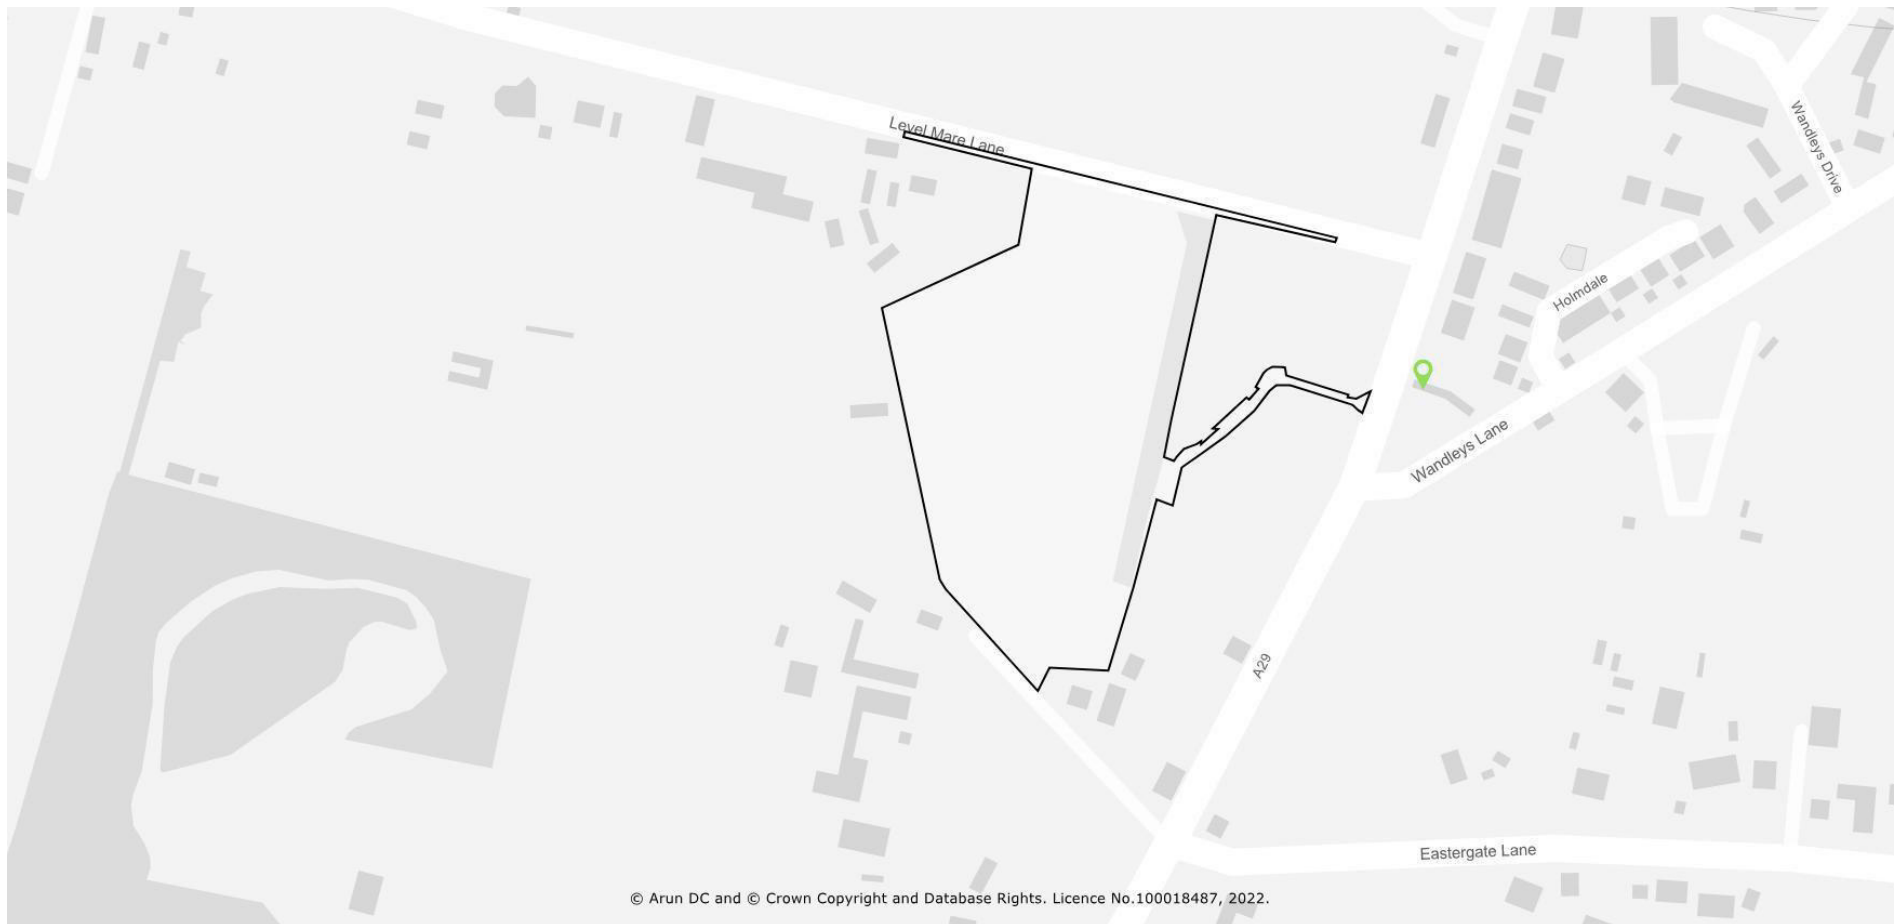 Level Mare Lane
Wandleys Drive
Holmdale
Wandleys Lane
A29
Eastergate Lane
© Arun DC and © Crown Copyright and Database Rights. Licence No.100018487, 2022.